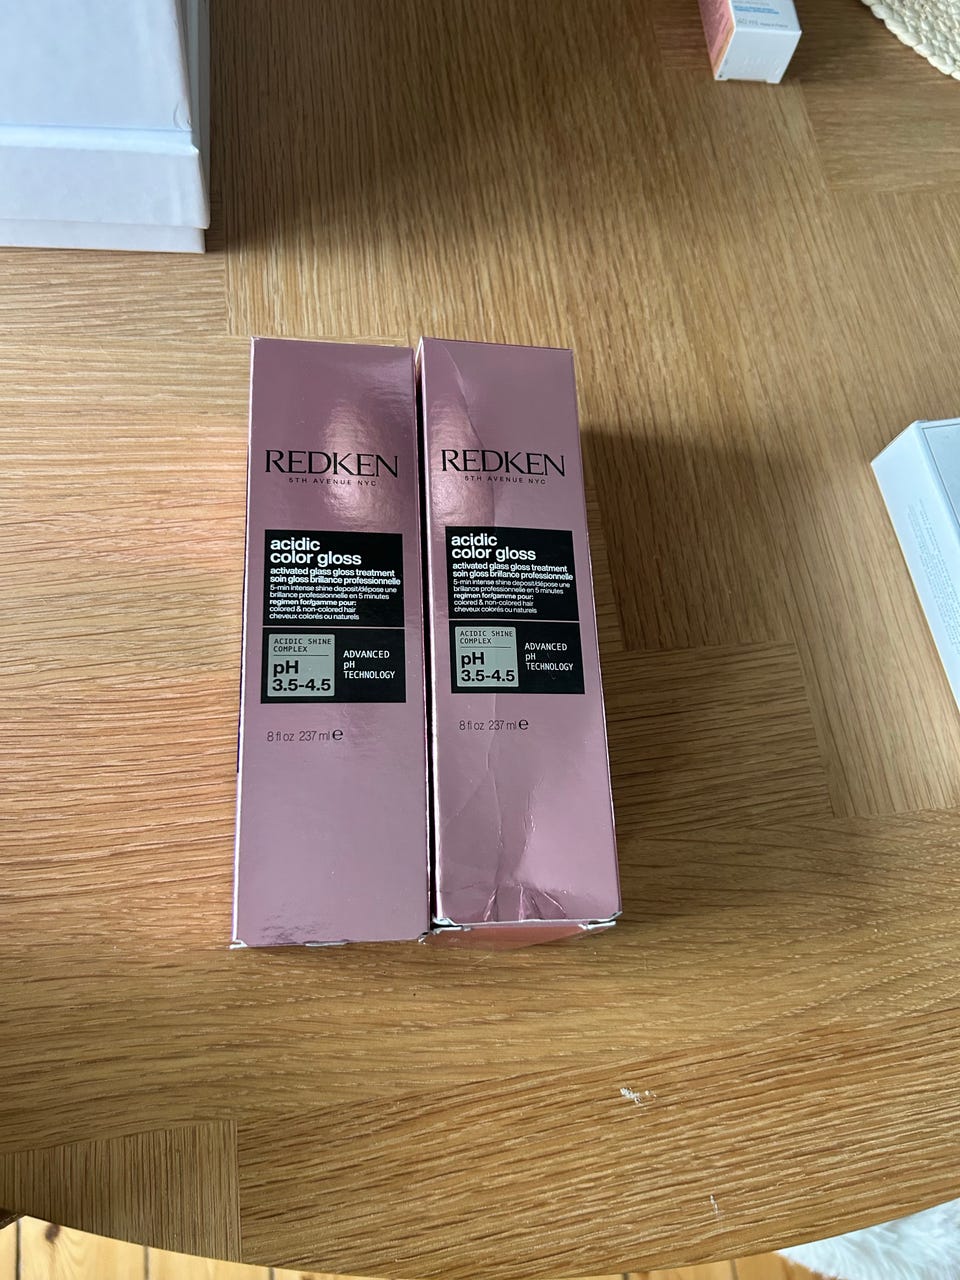 REDKEN
5TH AVENUE NYC
acidic
color gloss
activated glass gloss treatment
soin gloss brillance professionnelle
5-min intense shine deposit/dépose une
brillance professionnelle en 5 minutes
regimen for/gamme pour:
colored & non-colored hair
cheveux colorés ou naturels
ACIDIC SHINE
COMPLEX
pH
3.5-4.5
ADVANCED
pH
TECHNOLOGY
8 fl oz 237 ml e
REDKEN
5TH AVENUE NYC
acidic
color gloss
activated glass gloss treatment
soin gloss brillance professionnelle
5-min intense shine deposit/dépose une
brillance professionnelle en 5 minutes
regimen for/gamme pour:
colored & non-colored hair
cheveux colorés ou naturels
ACIDIC SHINE
COMPLEX
pH
3.5-4.5
ADVANCED
pH
TECHNOLOGY
8 fl oz 237 ml e